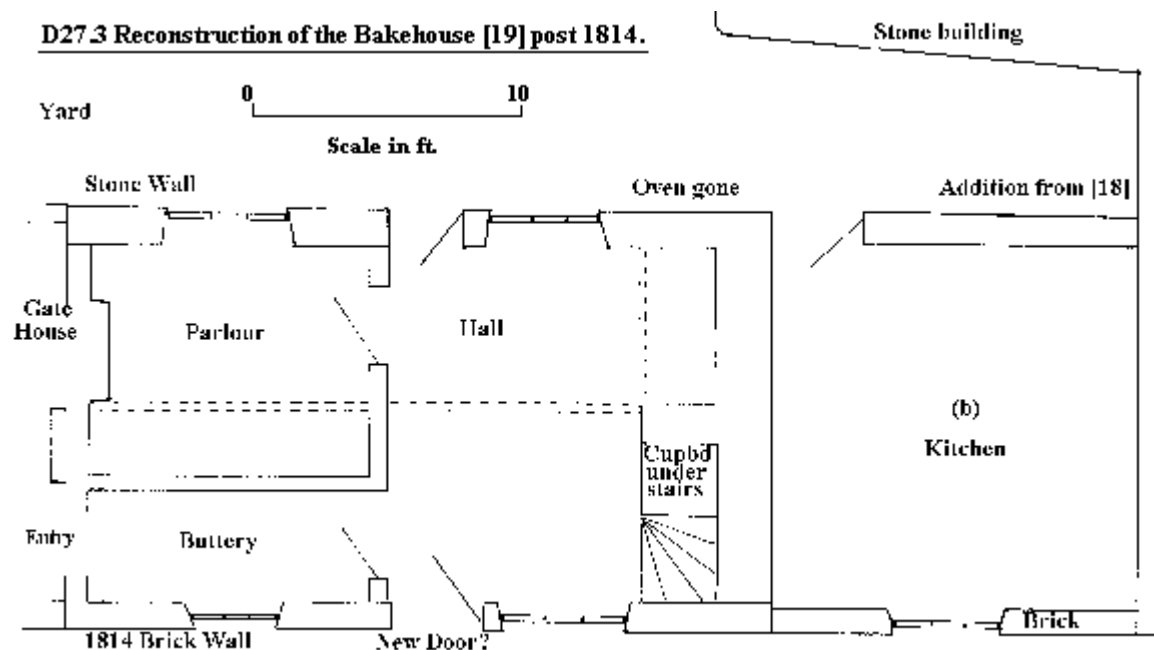 D27.3 Reconstruction of the Bakehouse [19] post 1814.
Stone building
0 10
Yard
Scale in ft.
Stone Wall
Oven gone
Addition from [18]
Gate
House
Parlour
Hall
(b)
Kitchen
Cupbd
under
stairs
Entry
Buttery
Brick
1814 Brick Wall
New Door?